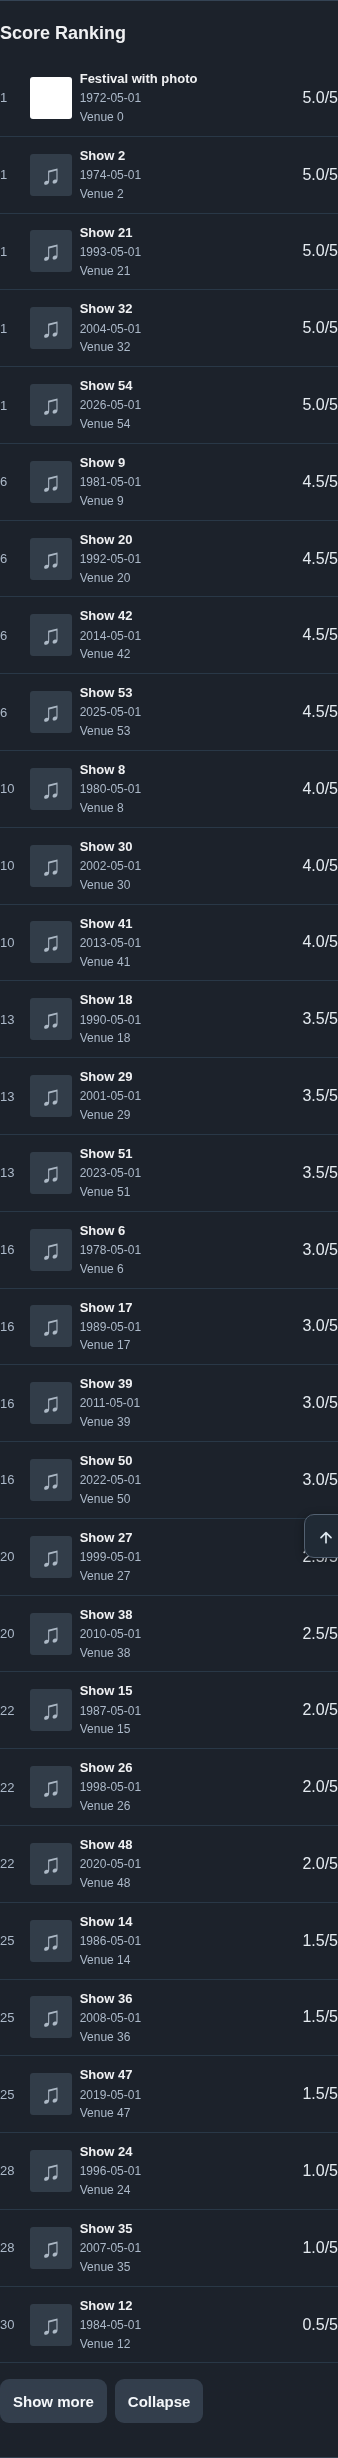 Score Ranking
1
Festival with photo
1972-05-01
Venue 0
5.0/5
1
Show 2
1974-05-01
Venue 2
5.0/5
1
Show 21
1993-05-01
Venue 21
5.0/5
1
Show 32
2004-05-01
Venue 32
5.0/5
1
Show 54
2026-05-01
Venue 54
5.0/5
6
Show 9
1981-05-01
Venue 9
4.5/5
6
Show 20
1992-05-01
Venue 20
4.5/5
6
Show 42
2014-05-01
Venue 42
4.5/5
6
Show 53
2025-05-01
Venue 53
4.5/5
10
Show 8
1980-05-01
Venue 8
4.0/5
10
Show 30
2002-05-01
Venue 30
4.0/5
10
Show 41
2013-05-01
Venue 41
4.0/5
13
Show 18
1990-05-01
Venue 18
3.5/5
13
Show 29
2001-05-01
Venue 29
3.5/5
13
Show 51
2023-05-01
Venue 51
3.5/5
16
Show 6
1978-05-01
Venue 6
3.0/5
16
Show 17
1989-05-01
Venue 17
3.0/5
16
Show 39
2011-05-01
Venue 39
3.0/5
16
Show 50
2022-05-01
Venue 50
3.0/5
20
Show 27
1999-05-01
Venue 27
20
Show 38
2010-05-01
Venue 38
2.5/5
22
Show 15
1987-05-01
Venue 15
2.0/5
22
Show 26
1998-05-01
Venue 26
2.0/5
22
Show 48
2020-05-01
Venue 48
2.0/5
25
Show 14
1986-05-01
Venue 14
1.5/5
25
Show 36
2008-05-01
Venue 36
1.5/5
25
Show 47
2019-05-01
Venue 47
1.5/5
28
Show 24
1996-05-01
Venue 24
1.0/5
28
Show 35
2007-05-01
Venue 35
1.0/5
30
Show 12
1984-05-01
Venue 12
0.5/5
Show more
Collapse